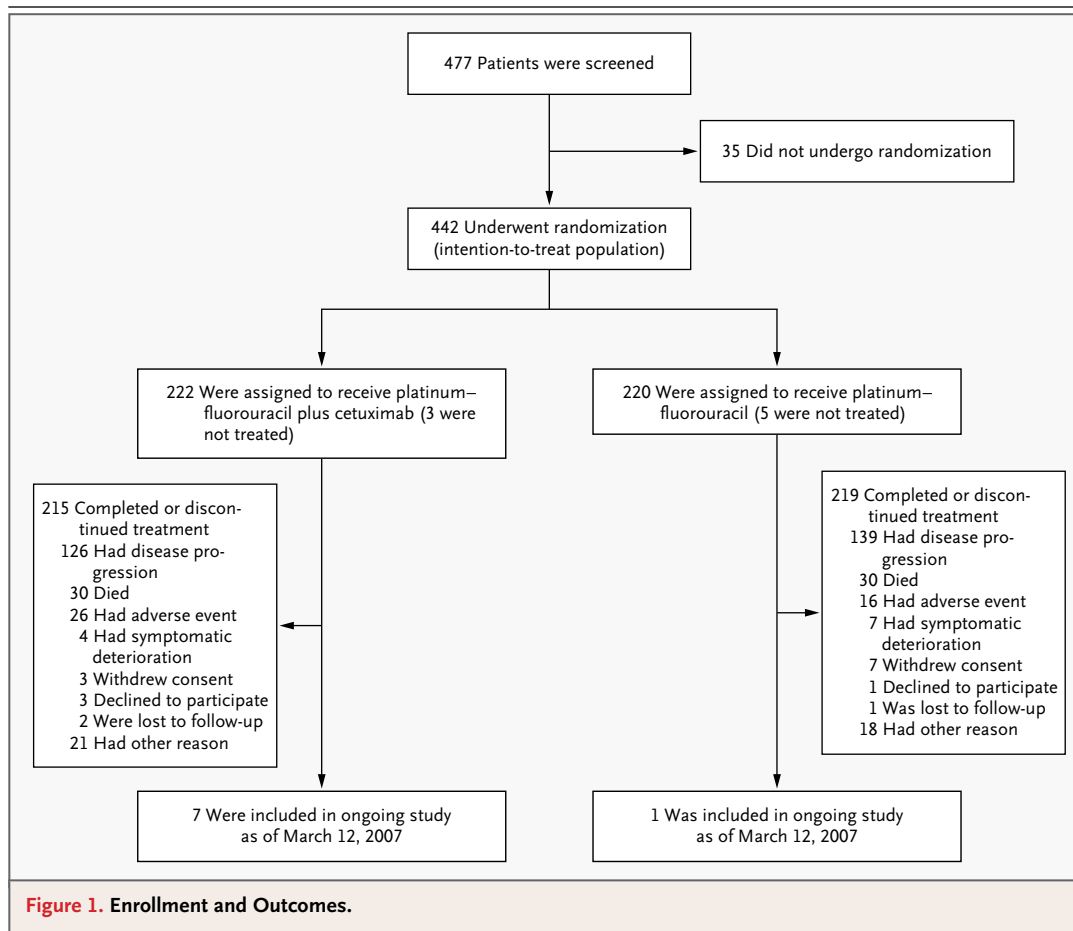 477 Patients were screened
35 Did not undergo randomization
442 Underwent randomization
(intention-to-treat population)
222 Were assigned to receive platinum–
fluorouracil plus cetuximab (3 were
not treated)
220 Were assigned to receive platinum–
fluorouracil (5 were not treated)
215 Completed or discon-
tinued treatment
126 Had disease pro-
gression
30 Died
26 Had adverse event
4 Had symptomatic
deterioration
3 Withdrew consent
3 Declined to participate
2 Were lost to follow-up
21 Had other reason
219 Completed or discon-
tinued treatment
139 Had disease pro-
gression
30 Died
16 Had adverse event
7 Had symptomatic
deterioration
7 Withdrew consent
1 Declined to participate
1 Was lost to follow-up
18 Had other reason
7 Were included in ongoing study
as of March 12, 2007
1 Was included in ongoing study
as of March 12, 2007
Figure 1. Enrollment and Outcomes.